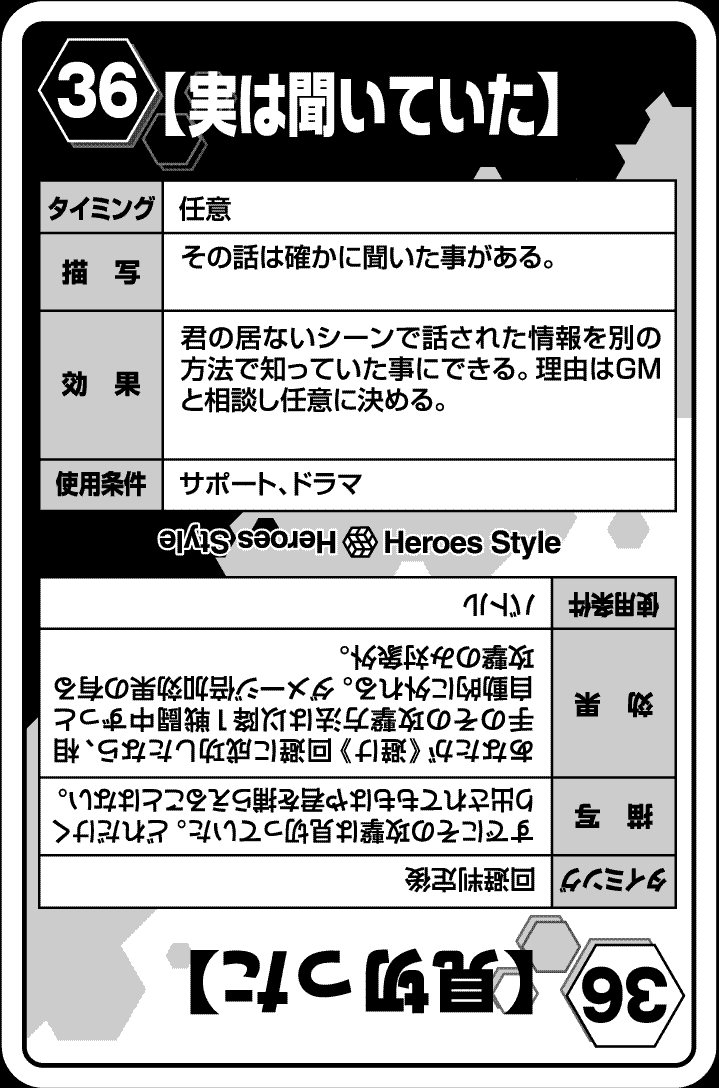 36
【実は聞いていた】
タイミング 任意
描 写 その話は確かに聞いた事がある。
効 果 君の居ないシーンで話された情報を別の
方法で知っていた事にできる。理由はGM
と相談し任意に決める。
使用条件 サポート、ドラマ
Heroes Style Heroes Style
36
【見切った】
タイミング 回避判定後
描 写 すでにその攻撃は見切っていた。どれだけく
り出されてももはや君を捕らえることはない。
効 果 あなたが《避け》回避に成功したなら、相
手のその攻撃方法は以降1戦闘中ずっと
自動的に外れる。ダメージ倍加効果の有る
攻撃のみ対象外。
使用条件 バトル